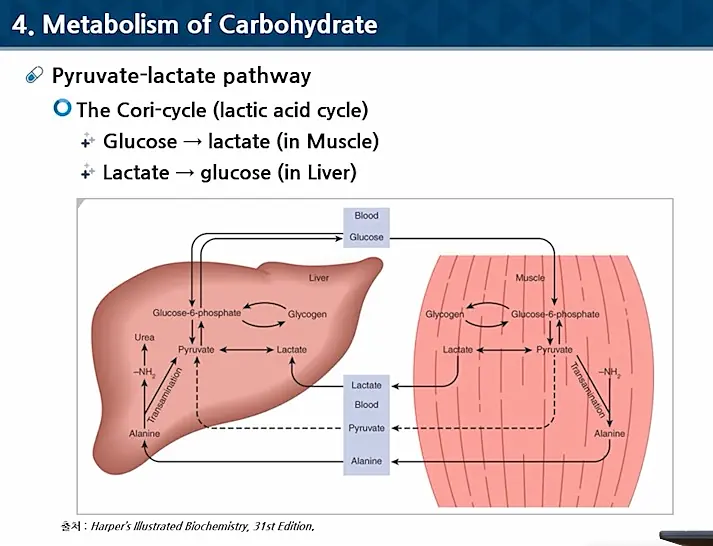 4. Metabolism of Carbohydrate
Pyruvate-lactate pathway
The Cori-cycle (lactic acid cycle)
Glucose → lactate (in Muscle)
Lactate → glucose (in Liver)
Blood
Glucose
Liver
Muscle
Glucose-6-phosphate
Glycogen
Glycogen
Glucose-6-phosphate
Urea
Pyruvate
Lactate
Lactate
Pyruvate
–NH2
Transamination
Transamination
–NH2
Lactate
Blood
Pyruvate
Alanine
Alanine
Alanine
출처 : Harper's Illustrated Biochemistry, 31st Edition.